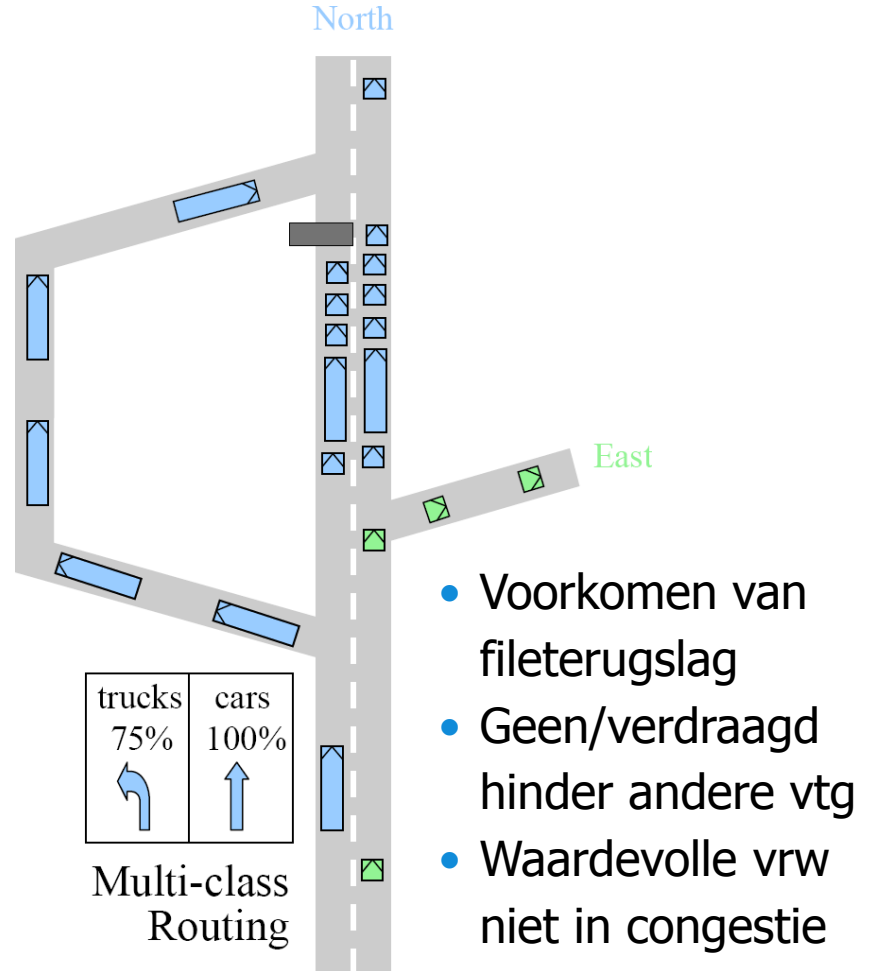 North
East
trucks cars
75% 100%
Multi-class
Routing
• Voorkomen van
fileterugslag
• Geen/verdraagd
hinder andere vtg
• Waardevolle vrw
niet in congestie